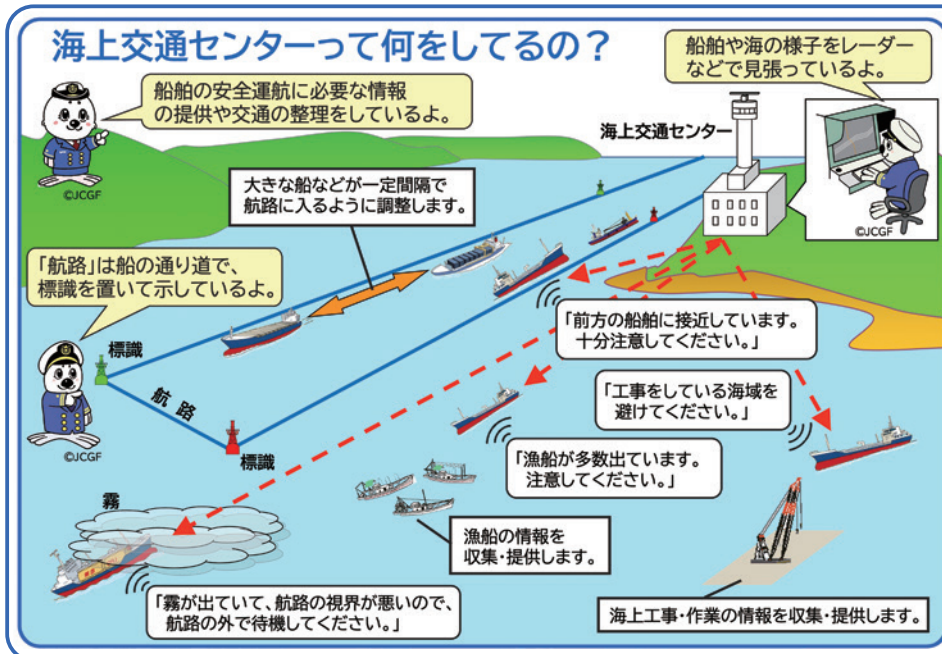 海上交通センターって何をしてるの？
船舶や海の様子をレーダー
などで見張っているよ。
船舶の安全運航に必要な情報
の提供や交通の整理をしているよ。
©JCGF
海上交通センター
©JCGF
大きな船などが一定間隔で
航路に入るように調整します。
「航路」は船の通り道で、
標識を置いて示しているよ。
標識
©JCGF
航路
標識
「前方の船舶に接近しています。
十分注意してください。」
「工事をしている海域を
避けてください。」
「漁船が多数出ています。
注意してください。」
霧
漁船の情報を
収集・提供します。
「霧が出ていて、航路の視界が悪いので、
航路の外で待機してください。」
海上工事・作業の情報を収集・提供します。